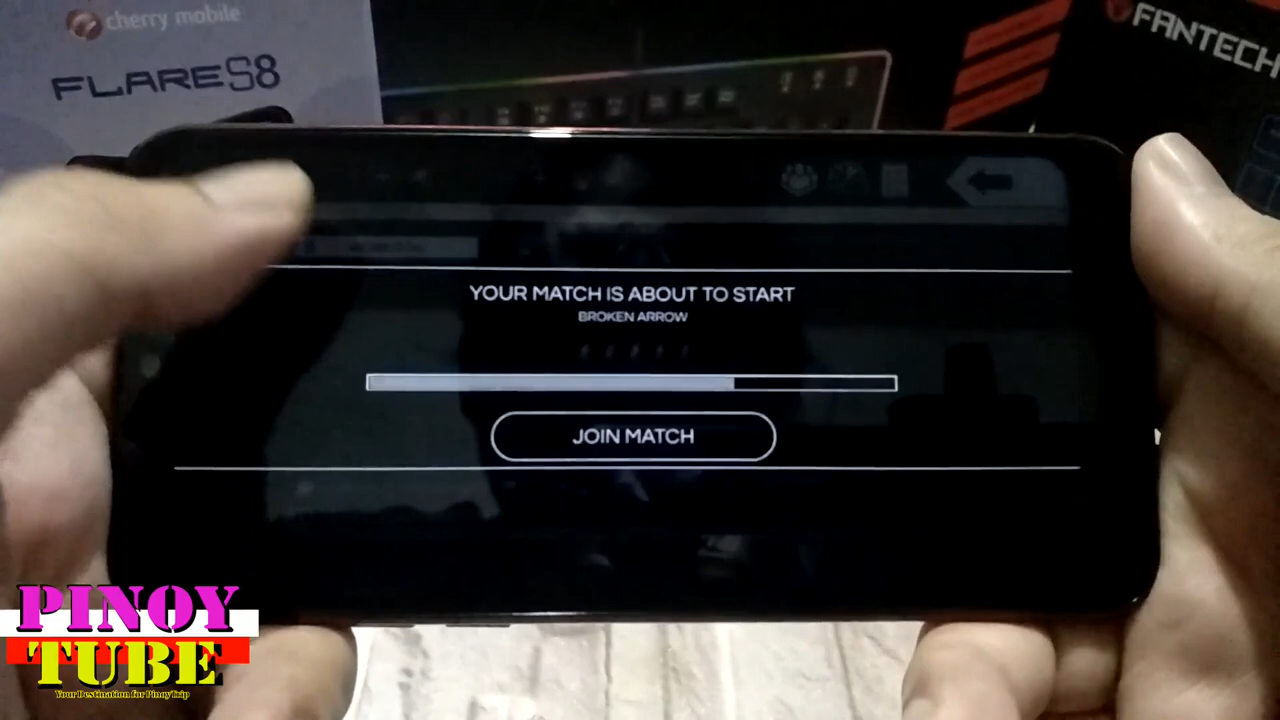 cherry mobile
FLARE S8
FANTECH
YOUR MATCH IS ABOUT TO START
BROKEN ARROW
JOIN MATCH
PINOY
TUBE
Your Destination for PinoyTrip